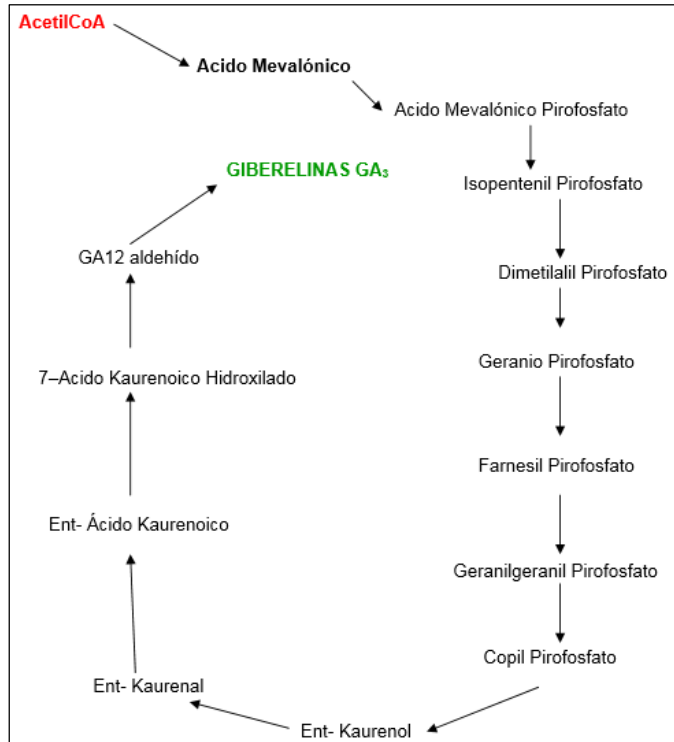 AcetilCoA
Acido Mevalónico
Acido Mevalónico Pirofosfato
Isopentenil Pirofosfato
Dimetilalil Pirofosfato
Geranio Pirofosfato
Farnesil Pirofosfato
Geranilgeranil Pirofosfato
Copil Pirofosfato
Ent- Kaurenol
Ent- Kaurenal
Ent- Ácido Kaurenoico
7–Acido Kaurenoico Hidroxilado
GA12 aldehído
GIBERELINAS GA₃